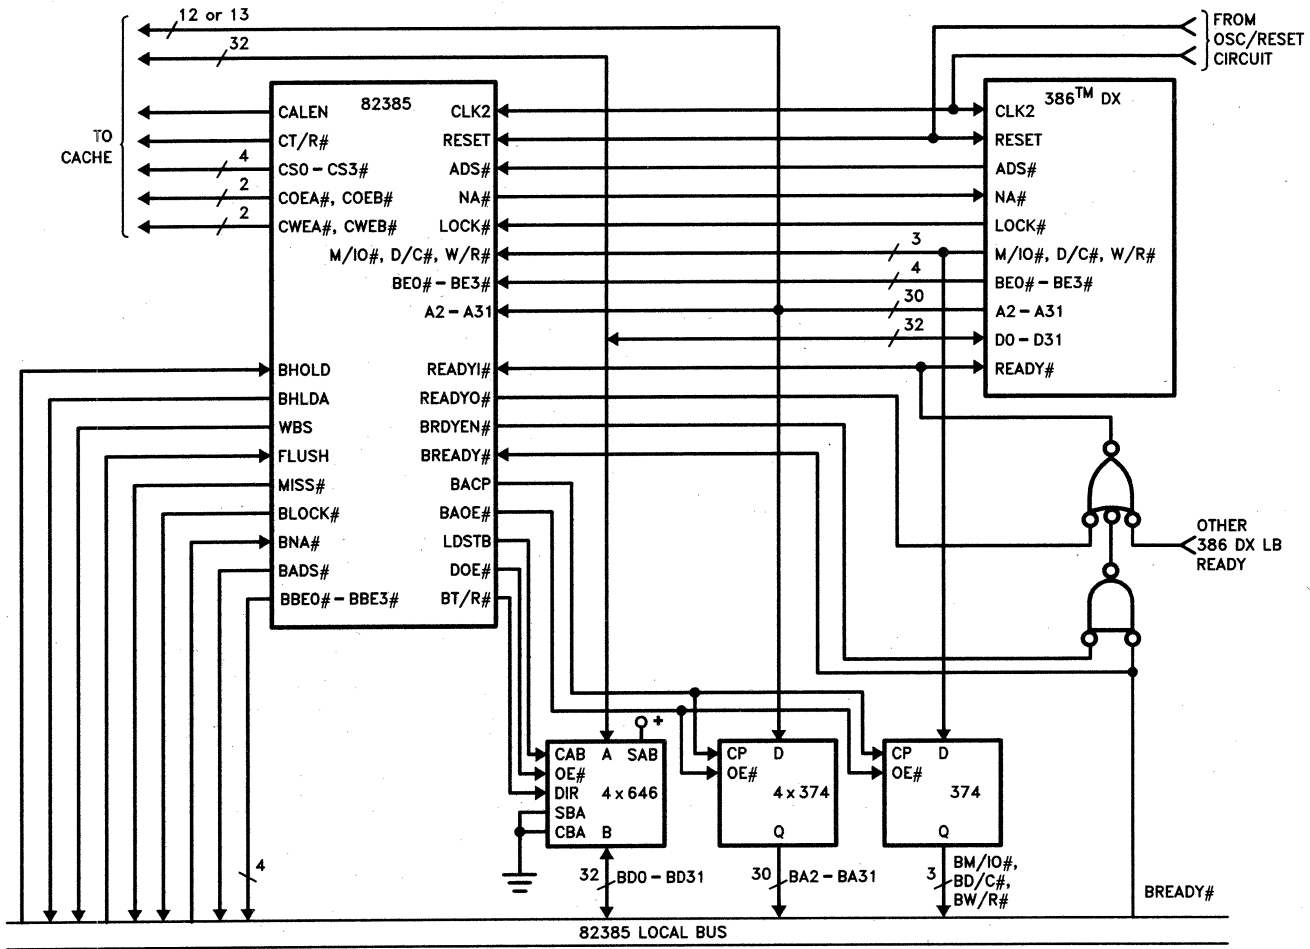 12 or 13
32
FROM
OSC/RESET
CIRCUIT
TO
CACHE
82385
CALEN
CT/R#
4
CS0 – CS3#
2
COEA#, COEB#
2
CWEA#, CWEB#
CLK2
RESET
ADS#
NA#
LOCK#
M/IO#, D/C#, W/R#
BE0# – BE3#
A2 – A31
3
4
30
32
386™ DX
CLK2
RESET
ADS#
NA#
LOCK#
M/IO#, D/C#, W/R#
BE0# – BE3#
A2 – A31
D0 – D31
READY#
BHOLD
BHLDA
WBS
FLUSH
MISS#
BLOCK#
BNA#
BADS#
BBE0# – BBE3#
READYI#
READYO#
BRDYEN#
BREADY#
BACP
BAOE#
LDSTB
DOE#
BT/R#
OTHER
386 DX LB
READY
+
CAB A SAB
OE#
DIR 4 x 646
SBA
CBA B
CP D
OE#
4 x 374
Q
CP D
OE#
374
Q
4
32 BD0 – BD31
30 BA2 – BA31
3 BM/IO#,
BD/C#,
BW/R#
BREADY#
82385 LOCAL BUS